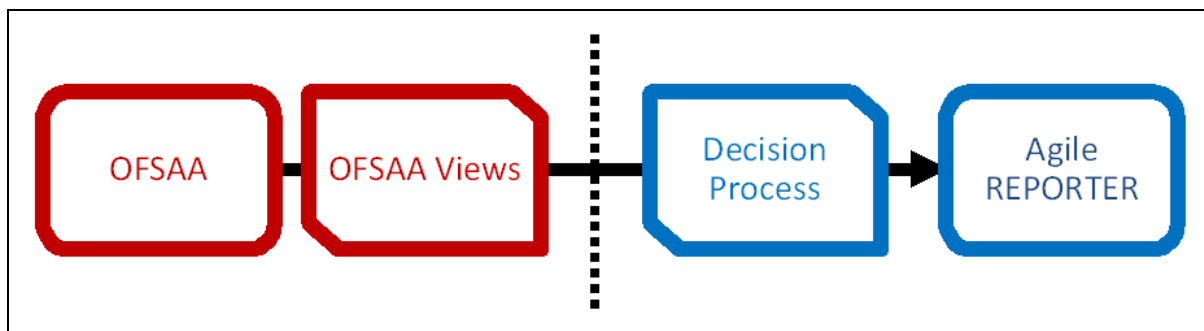 OFSAA
OFSAA Views
Decision
Process
Agile
REPORTER